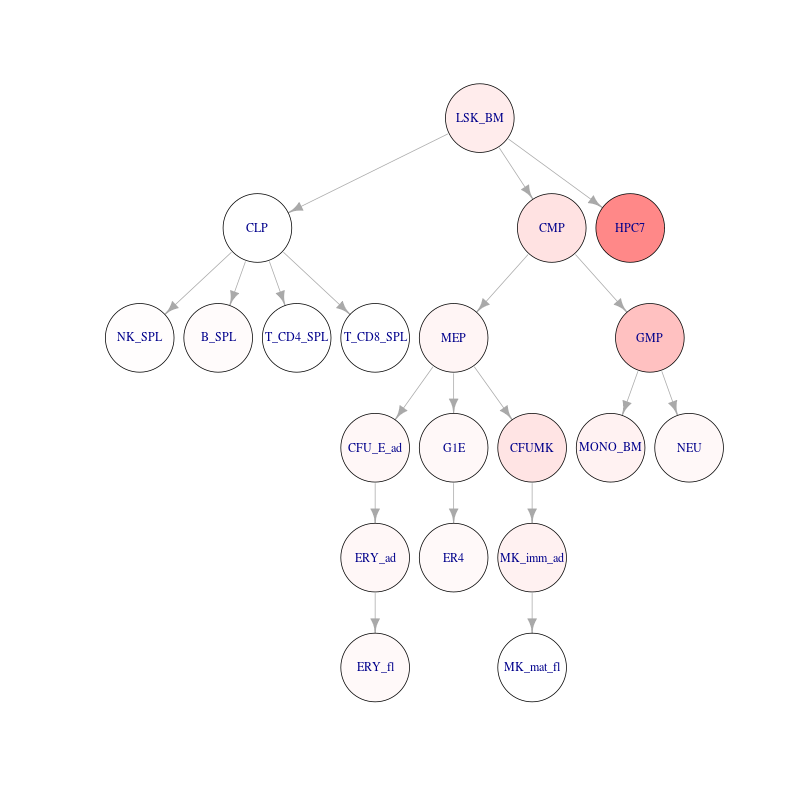 LSK_BM
CLP
CMP
HPC7
NK_SPL
B_SPL
T_CD4_SPL
T_CD8_SPL
MEP
GMP
CFU_E_ad
G1E
CFUMK
MONO_BM
NEU
ERY_ad
ER4
MK_imm_ad
ERY_fl
MK_mat_fl